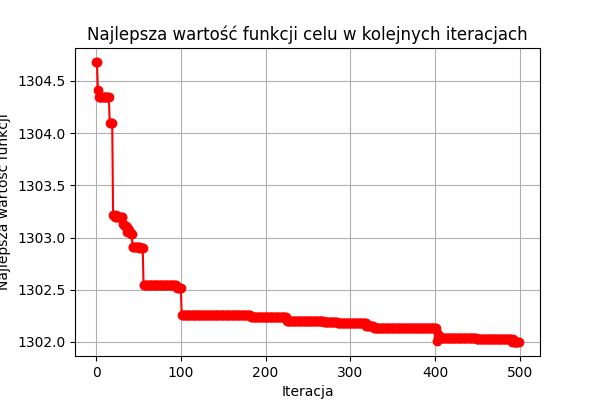 Najlepsza wartość funkcji celu w kolejnych iteracjach
Najlepsza wartość funkcji
1304.5
1304.0
1303.5
1303.0
1302.5
1302.0
0 100 200 300 400 500
Iteracja